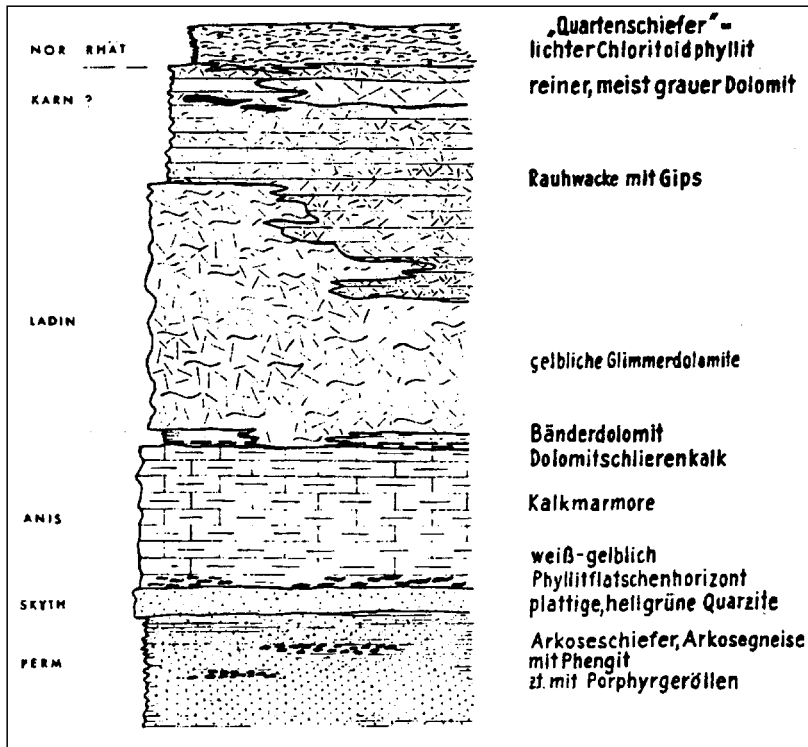 „Quartenschiefer“ =
NOR RHÄT
lichter Chloritoidphyllit
reiner, meist grauer Dolomit
KARN ?
Rauhwacke mit Gips
LADIN
gelbliche Glimmerdolomite
Bänderdolomit
Dolomitschlierenkalk
Kalkmarmore
ANIS
weiß-gelblich
Phyllitflatschenhorizont
SKYTH
plattige, hellgrüne Quarzite
Arkoseschiefer, Arkosegneise
PERM
mit Phengit
zt. mit Porphyrgeröllen